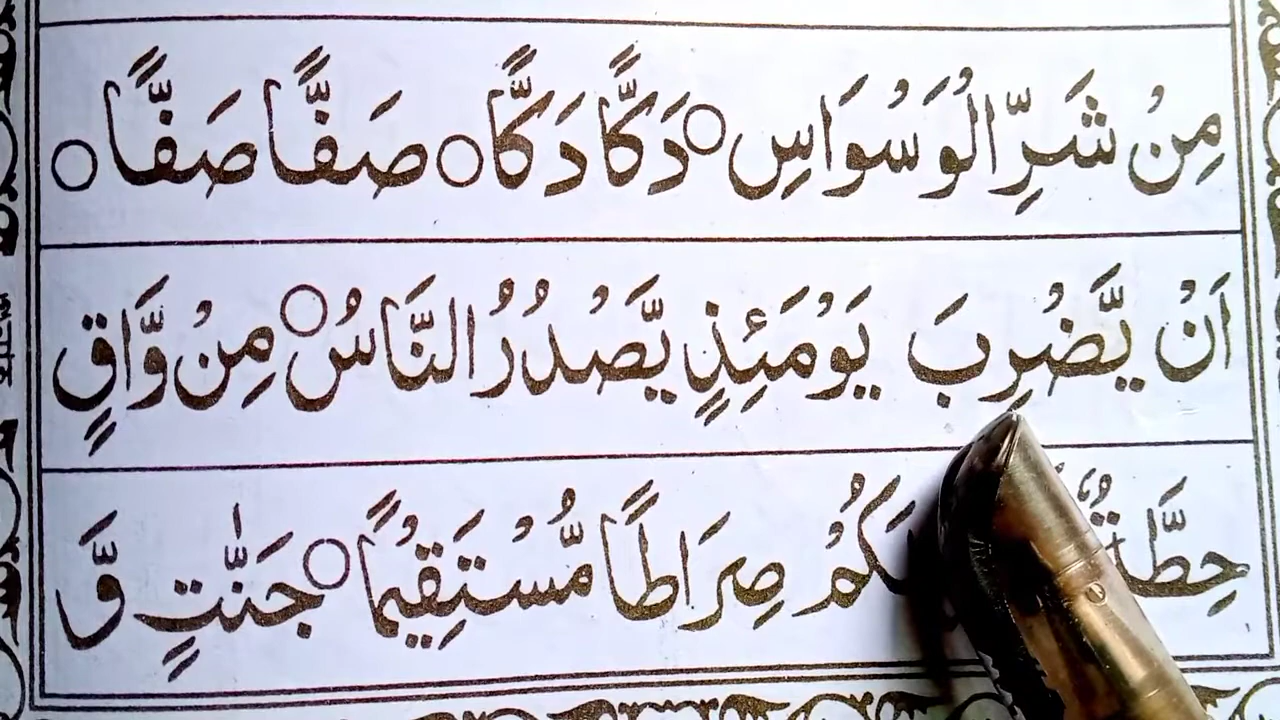 مِنْ شَرِّ الْوَسْوَاسِ ○ دَكًّا دَكًّا ○ صَفًّا صَفًّا ○
اَنْ يَّضْرِبَ يَوْمَئِذٍ يَّصْدُرُ النَّاسُ ○ مِنْ وَّاقٍ
حِطَّةٌ صِرَاطًا مُّسْتَقِيْمًا ○ جَنّٰتٍ وَّ